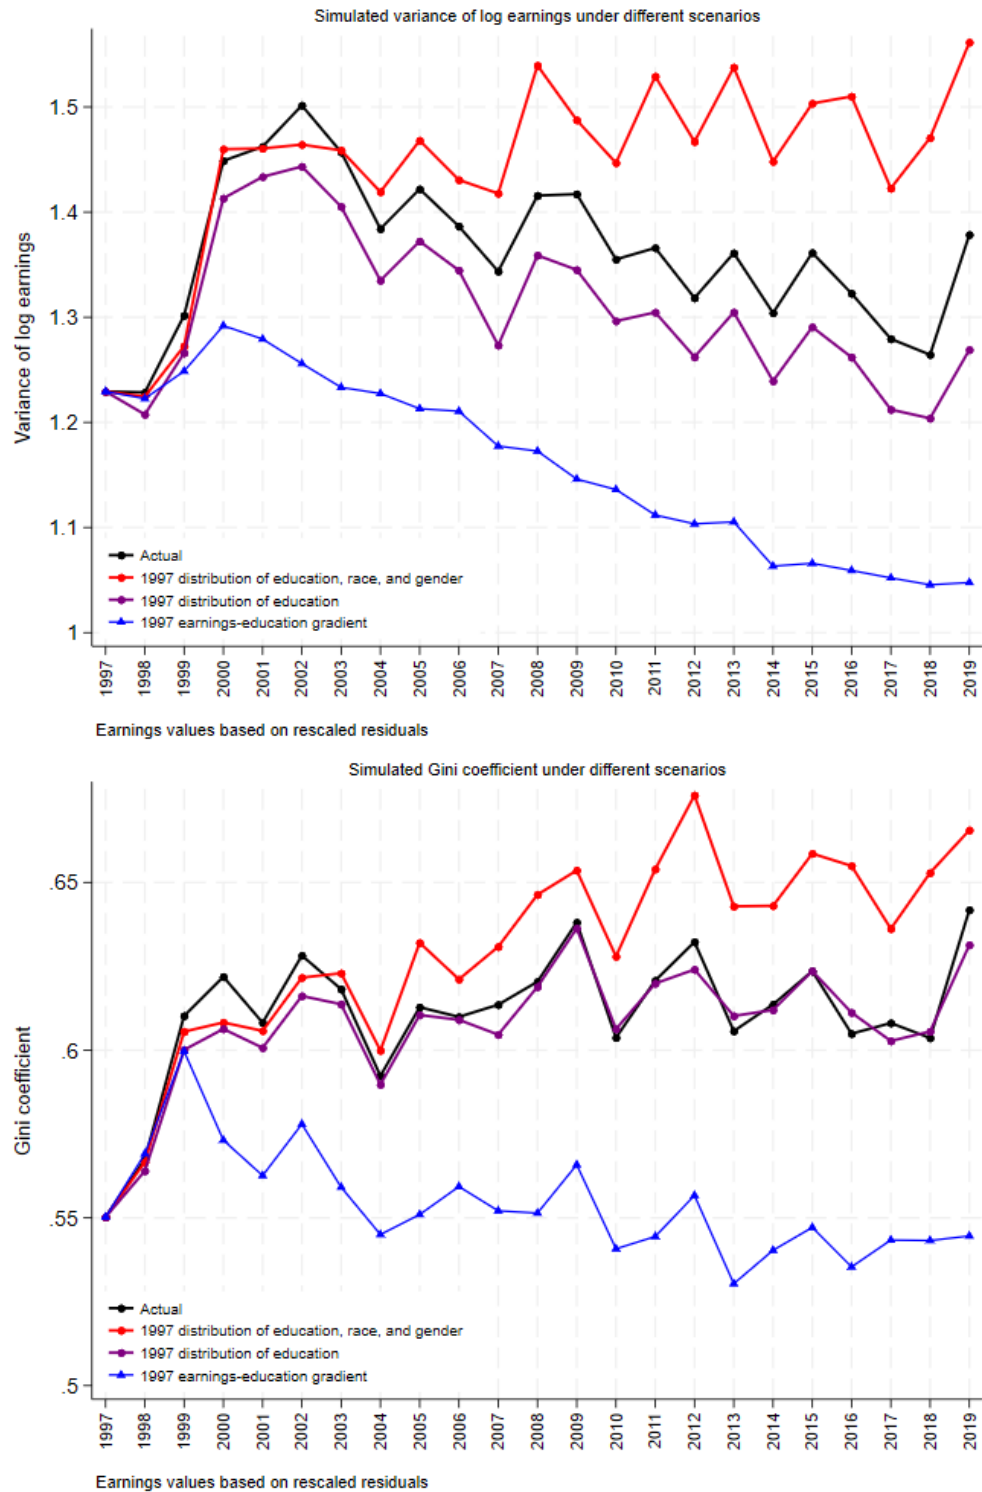 Simulated variance of log earnings under different scenarios
Variance of log earnings
1.5
1.4
1.3
1.2
1.1
1
Actual
1997 distribution of education, race, and gender
1997 distribution of education
1997 earnings-education gradient
1997 1998 1999 2000 2001 2002 2003 2004 2005 2006 2007 2008 2009 2010 2011 2012 2013 2014 2015 2016 2017 2018 2019
Earnings values based on rescaled residuals
Simulated Gini coefficient under different scenarios
Gini coefficient
.65
.6
.55
.5
Actual
1997 distribution of education, race, and gender
1997 distribution of education
1997 earnings-education gradient
1997 1998 1999 2000 2001 2002 2003 2004 2005 2006 2007 2008 2009 2010 2011 2012 2013 2014 2015 2016 2017 2018 2019
Earnings values based on rescaled residuals